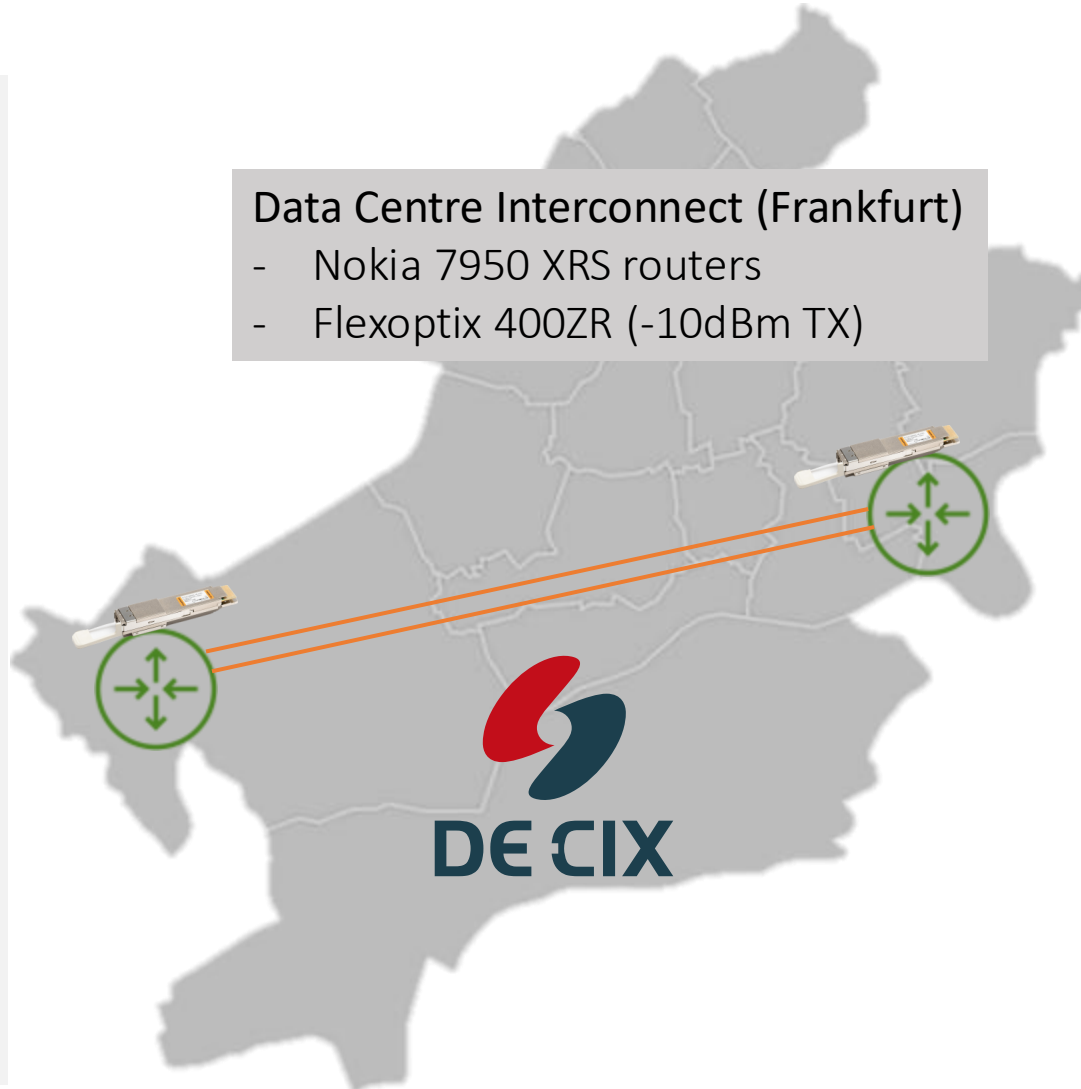 Data Centre Interconnect (Frankfurt)
- Nokia 7950 XRS routers
- Flexoptix 400ZR (-10dBm TX)
DE CIX